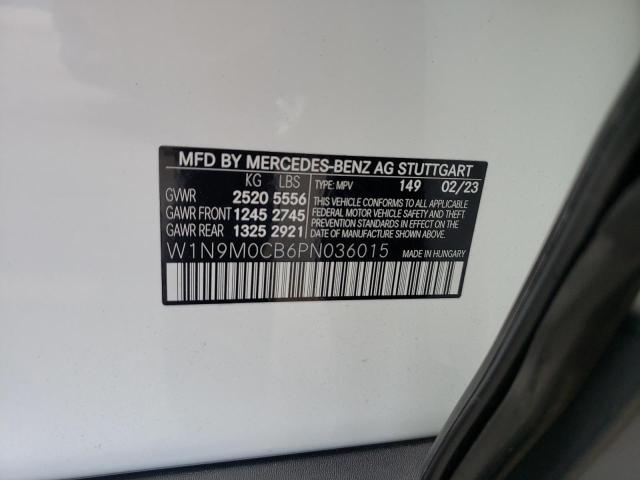 MFD BY MERCEDES-BENZ AG STUTTGART
KG LBS TYPE: MPV 149 02/23
GVWR 2520 5556
GAWR FRONT 1245 2745
GAWR REAR 1325 2921
THIS VEHICLE CONFORMS TO ALL APPLICABLE
FEDERAL MOTOR VEHICLE SAFETY AND THEFT
PREVENTION STANDARDS IN EFFECT ON THE
DATE OF MANUFACTURE SHOWN ABOVE.
W1N9M0CB6PN036015 MADE IN HUNGARY